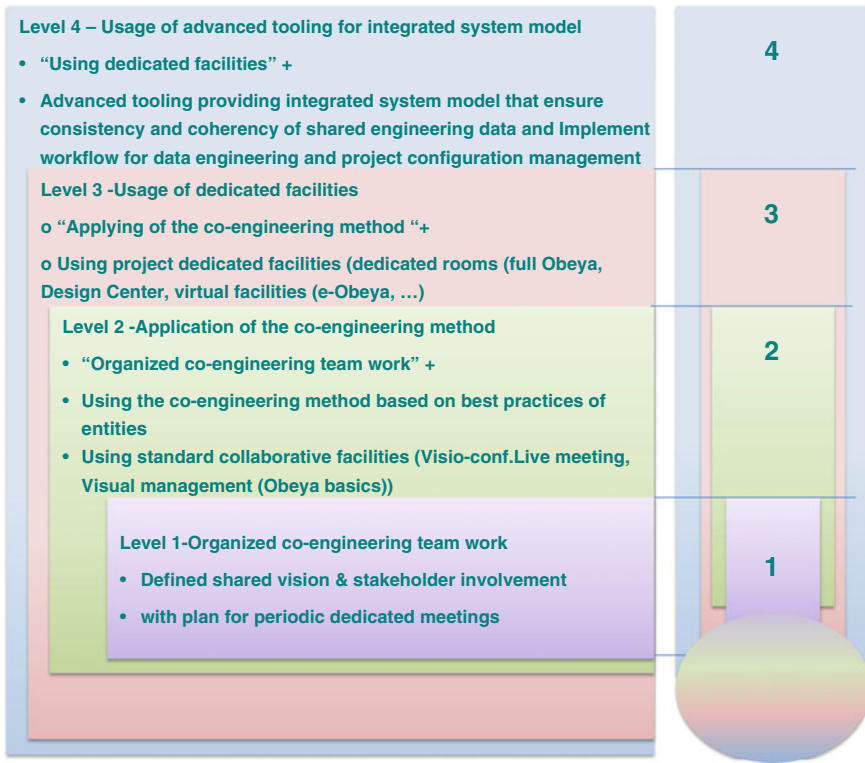 Level 4 – Usage of advanced tooling for integrated system model
• “Using dedicated facilities” +
• Advanced tooling providing integrated system model that ensure
consistency and coherency of shared engineering data and Implement
workflow for data engineering and project configuration management
4
Level 3 -Usage of dedicated facilities
o “Applying of the co-engineering method “+
o Using project dedicated facilities (dedicated rooms (full Obeya,
Design Center, virtual facilities (e-Obeya, …)
3
Level 2 -Application of the co-engineering method
• “Organized co-engineering team work” +
• Using the co-engineering method based on best practices of
entities
• Using standard collaborative facilities (Visio-conf.Live meeting,
Visual management (Obeya basics))
2
Level 1-Organized co-engineering team work
• Defined shared vision & stakeholder involvement
• with plan for periodic dedicated meetings
1